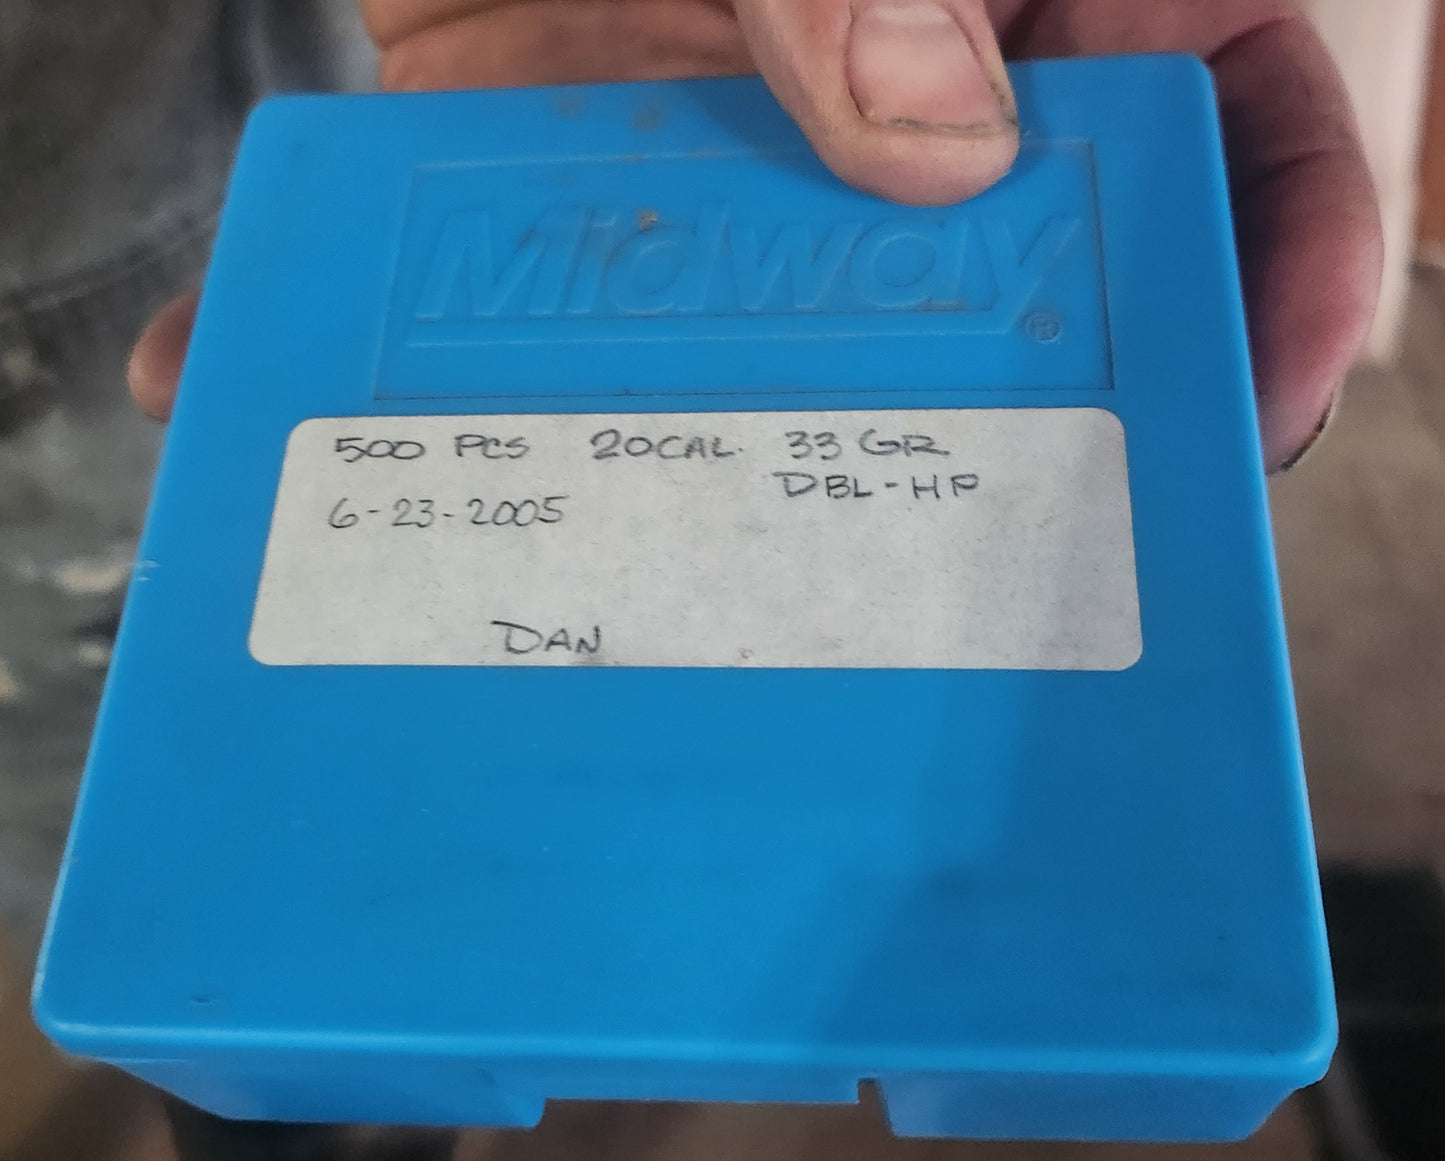 Midway®
500 PCS 20CAL. 33 GR
DBL-HP
6-23-2005
DAN